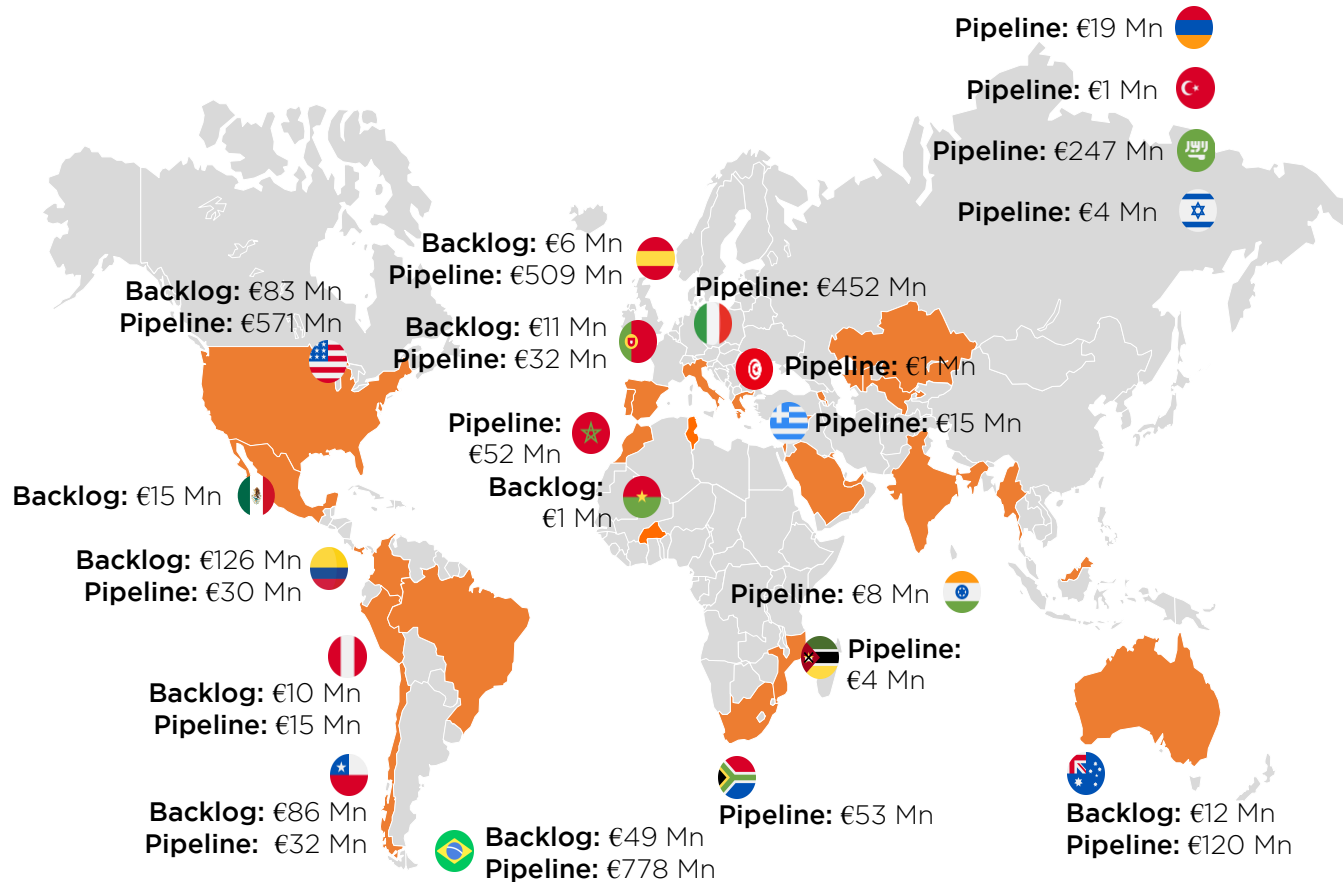 Pipeline: €19 Mn
Pipeline: €1 Mn
Pipeline: €247 Mn
Pipeline: €4 Mn
Backlog: €6 Mn
Pipeline: €509 Mn
Pipeline: €452 Mn
Backlog: €83 Mn
Pipeline: €571 Mn
Backlog: €11 Mn
Pipeline: €32 Mn
Pipeline: €1 Mn
Pipeline:
€52 Mn
Pipeline: €15 Mn
Backlog: €15 Mn
Backlog:
€1 Mn
Backlog: €126 Mn
Pipeline: €30 Mn
Pipeline: €8 Mn
Pipeline:
€4 Mn
Backlog: €10 Mn
Pipeline: €15 Mn
Backlog: €86 Mn
Pipeline: €32 Mn
Pipeline: €53 Mn
Backlog: €12 Mn
Pipeline: €120 Mn
Backlog: €49 Mn
Pipeline: €778 Mn